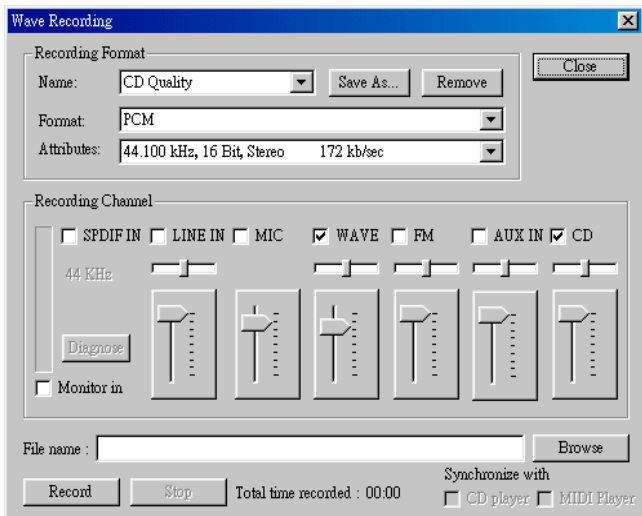 Wave Recording
Recording Format
Close
Name: CD Quality Save As... Remove
Format: PCM
Attributes: 44.100 kHz, 16 Bit, Stereo 172 kb/sec
Recording Channel
SPDIF IN LINE IN MIC WAVE FM AUX IN CD
44 KHz
Diagnose
Monitor in
File name : Browse
Synchronize with
Record Stop Total time recorded : 00:00 CD player MIDI Player